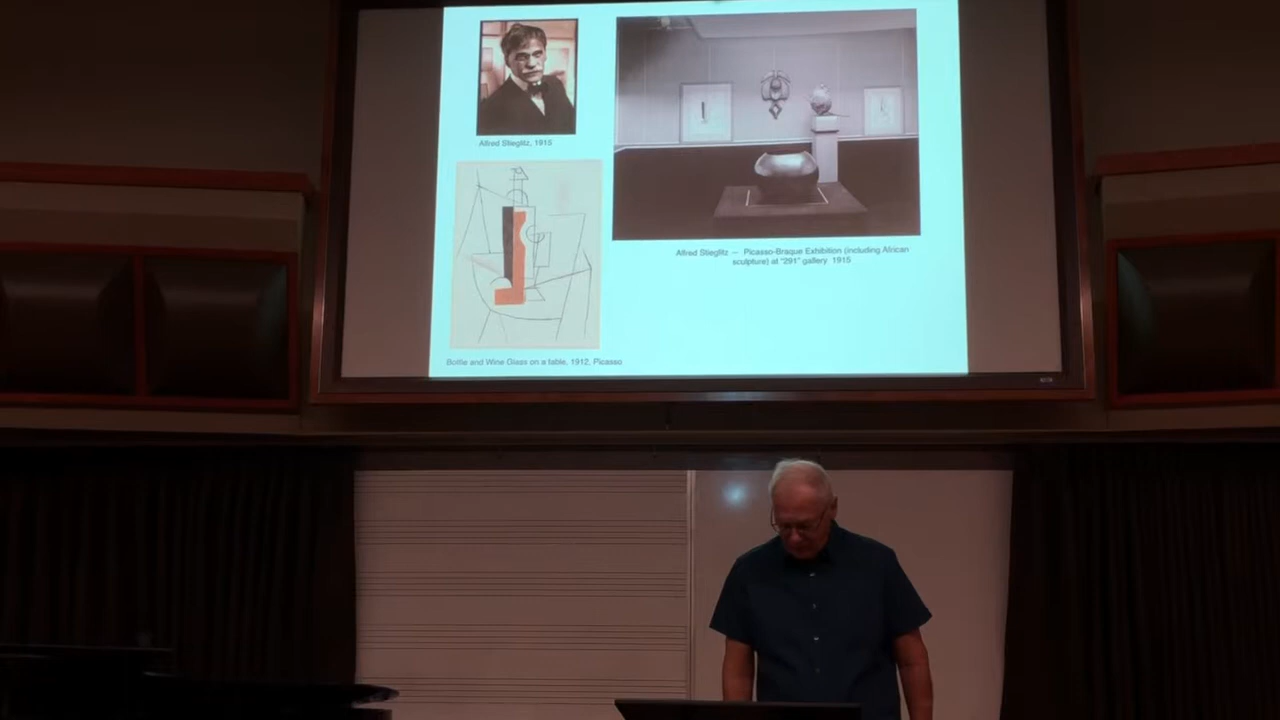 Alfred Stieglitz, 1915
Alfred Stieglitz — Picasso-Braque Exhibition (including African
sculpture) at "291" gallery 1915
Bottle and Wine Glass on a table, 1912, Picasso